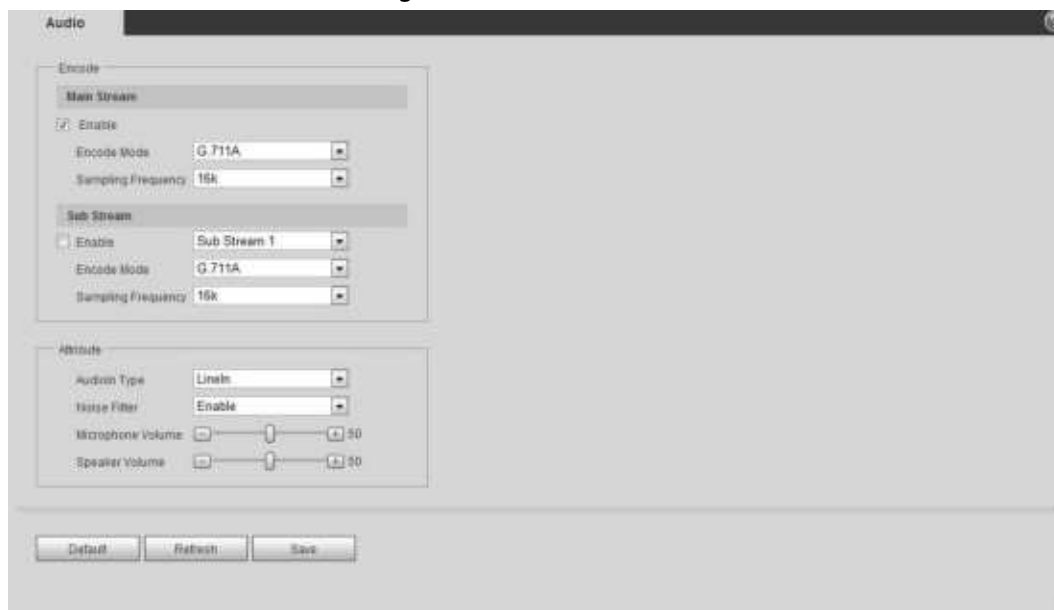 Audio
Encode
Main Stream
Enable
Encode Mode G.711A
Sampling Frequency 16k
Sub Stream
Enable Sub Stream 1
Encode Mode G.711A
Sampling Frequency 16k
Attribute
AudioIn Type LineIn
Noise Filter Enable
Microphone Volume 50
Speaker Volume 50
Default Refresh Save